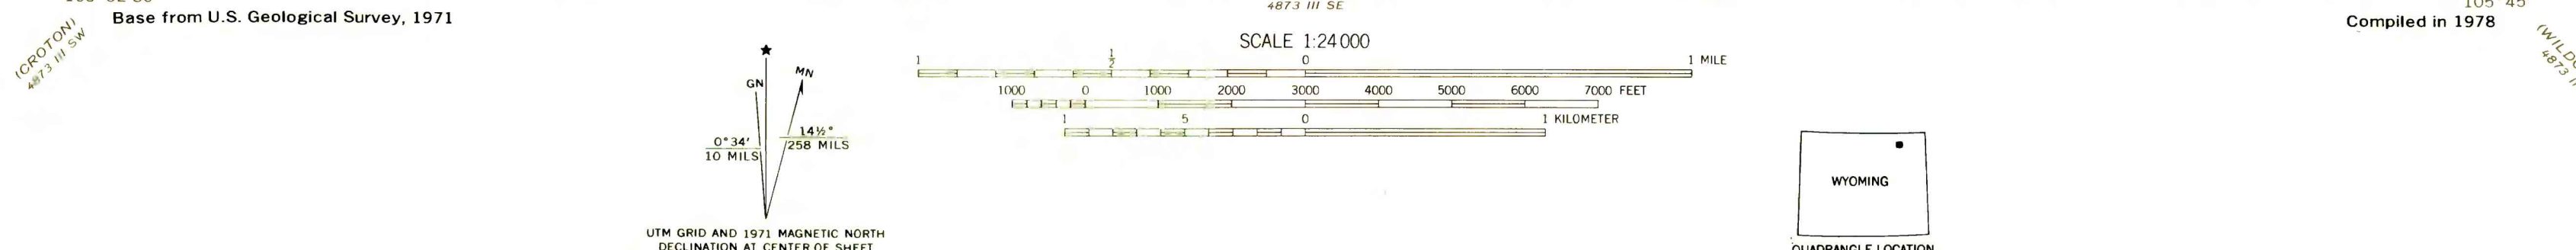 4873 III SE
105 45
Base from U.S. Geological Survey, 1971
Compiled in 1978
(CROTON)
4873 III SW
SCALE 1:24 000
1 1/2 0 1 MILE
1000 0 1000 2000 3000 4000 5000 6000 7000 FEET
1 5 0 1 KILOMETER
★
GN
MN
0°34'
10 MILS
14½°
258 MILS
UTM GRID AND 1971 MAGNETIC NORTH
DECLINATION AT CENTER OF SHEET
WYOMING
QUADRANGLE LOCATION